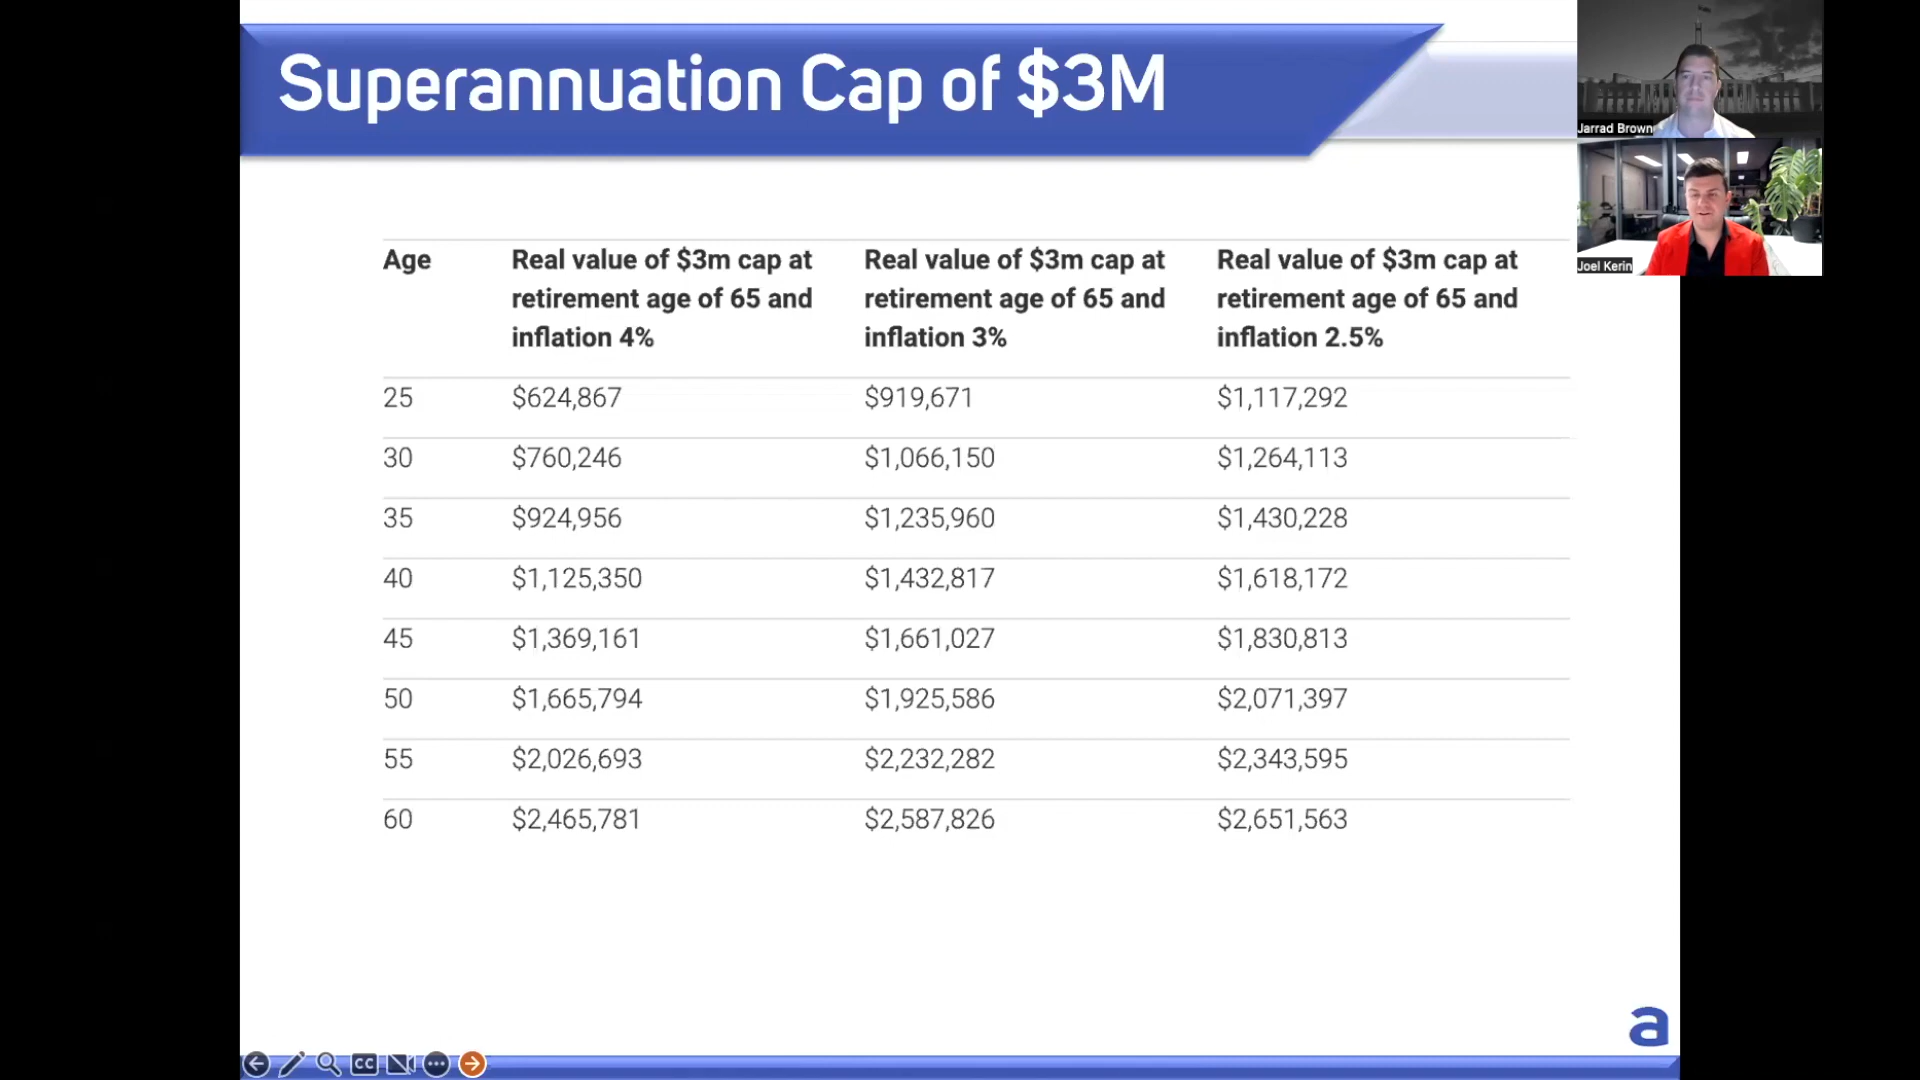 Superannuation Cap of $3M
Jarrad Brown
Joel Kerin
Age
Real value of $3m cap at
retirement age of 65 and
inflation 4%
Real value of $3m cap at
retirement age of 65 and
inflation 3%
Real value of $3m cap at
retirement age of 65 and
inflation 2.5%
25 $624,867 $919,671 $1,117,292
30 $760,246 $1,066,150 $1,264,113
35 $924,956 $1,235,960 $1,430,228
40 $1,125,350 $1,432,817 $1,618,172
45 $1,369,161 $1,661,027 $1,830,813
50 $1,665,794 $1,925,586 $2,071,397
55 $2,026,693 $2,232,282 $2,343,595
60 $2,465,781 $2,587,826 $2,651,563
a
CC